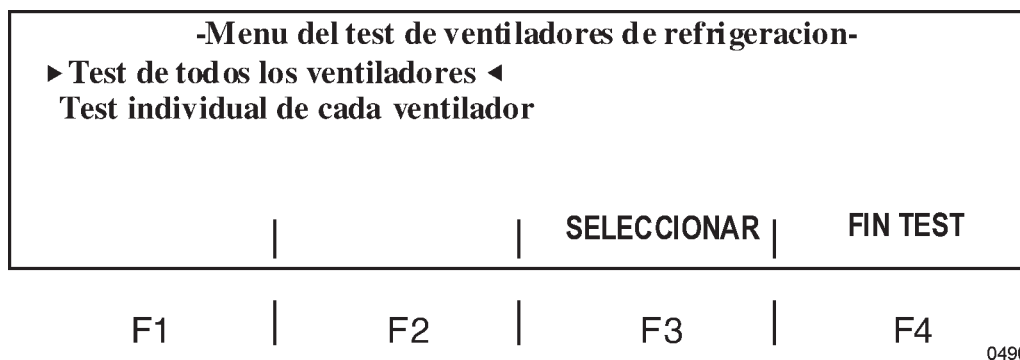 -Menu del test de ventiladores de refrigeracion-
▶ Test de todos los ventiladores ◀
Test individual de cada ventilador
SELECCIONAR | FIN TEST
F1 | F2 | F3 | F4